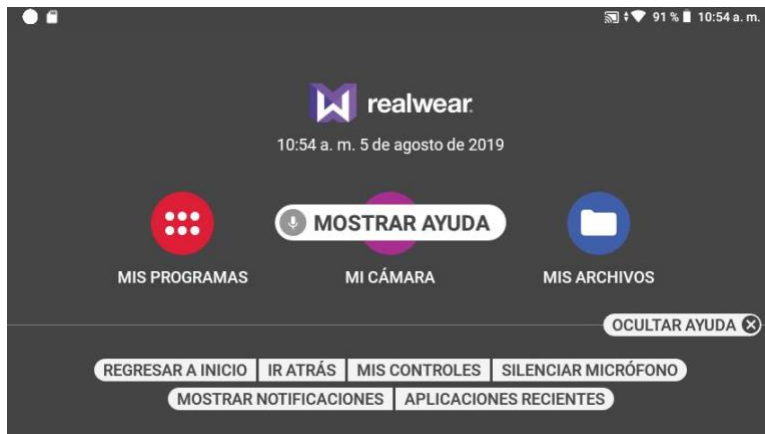 91 % 10:54 a. m.
realwear
10:54 a. m. 5 de agosto de 2019
MOSTRAR AYUDA
MIS PROGRAMAS MI CÁMARA MIS ARCHIVOS
OCULTAR AYUDA
REGRESAR A INICIO IR ATRÁS MIS CONTROLES SILENCIAR MICRÓFONO
MOSTRAR NOTIFICACIONES APLICACIONES RECIENTES